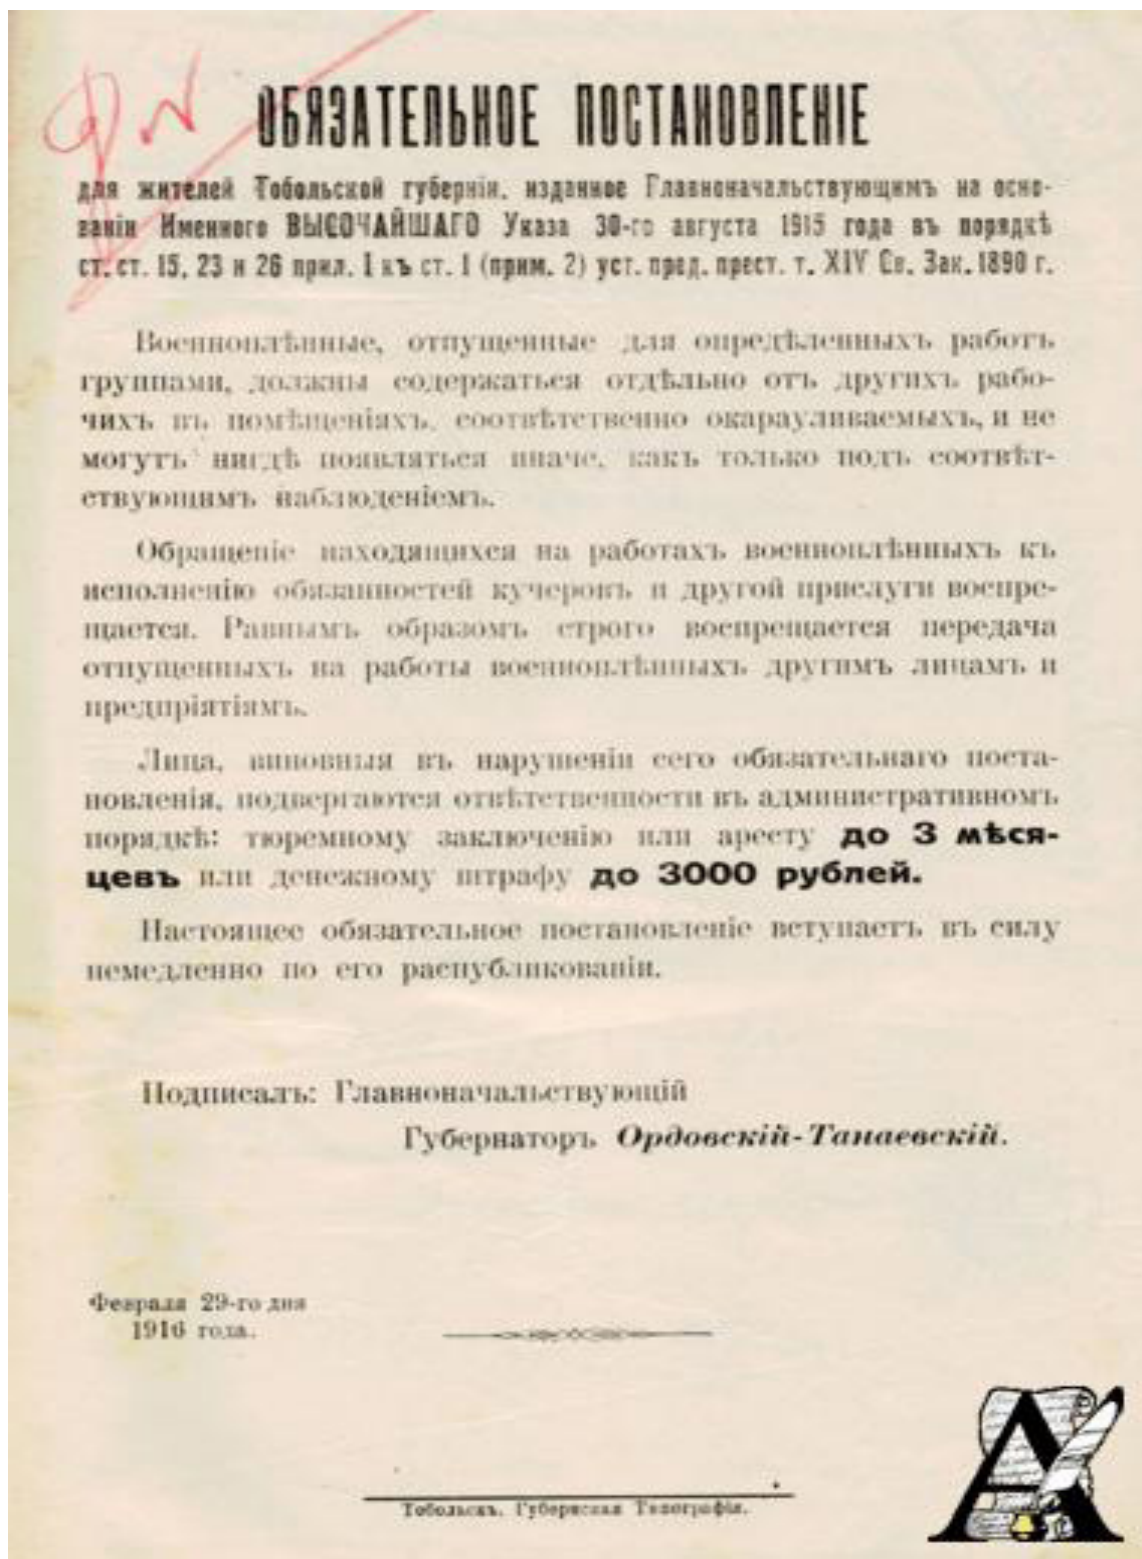 ОБЯЗАТЕЛЬНОЕ ПОСТАНОВЛЕНІЕ
для жителей Тобольской губерніи, изданное Главноначальствующимъ на осно-
ваніи Именного ВЫСОЧАЙШАГО Указа 30-го августа 1915 года въ порядкѣ
ст. ст. 15, 23 и 26 прил. I къ ст. 1 (прим. 2) уст. пред. прест. т. XIV Св. Зак. 1890 г.
Военноплѣнные, отпущенные для опредѣленныхъ работъ
группами, должны содержаться отдѣльно отъ другихъ рабо-
чихъ въ помѣщеніяхъ, соотвѣтственно окарауливаемыхъ, и не
могутъ нигдѣ появляться иначе, какъ только подъ соотвѣт-
ствующимъ наблюденіемъ.
Обращеніе находящихся на работахъ военноплѣнныхъ къ
исполненію обязанностей кучеровъ и другой прислуги воспре-
щается. Равнымъ образомъ строго воспрещается передача
отпущенныхъ на работы военноплѣнныхъ другимъ лицамъ и
предпріятіямъ.
Лица, виновныя въ нарушеніи сего обязательнаго поста-
новленія, подвергаются отвѣтственности въ административномъ
порядкѣ: тюремному заключенію или аресту до 3 мѣся-
цевъ или денежному штрафу до 3000 рублей.
Настоящее обязательное постановленіе вступаетъ въ силу
немедленно по его распубликованіи.
Подписалъ: Главноначальствующій
Губернаторъ Ордовскій-Танаевскій.
Февраля 29-го дня
1916 года.
Тобольскъ. Губернская Типографія.